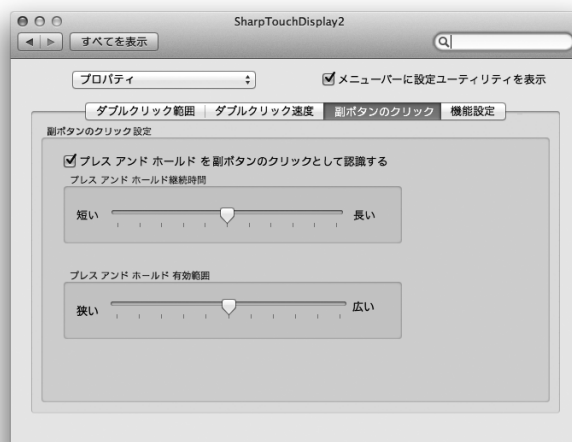 SharpTouchDisplay2
すべてを表示
プロパティ
メニューバーに設定ユーティリティを表示
ダブルクリック範囲 ダブルクリック速度 副ボタンのクリック 機能設定
副ボタンのクリック設定
プレス アンド ホールド を副ボタンのクリックとして認識する
プレス アンド ホールド継続時間
短い 長い
プレス アンド ホールド 有効範囲
狭い 広い